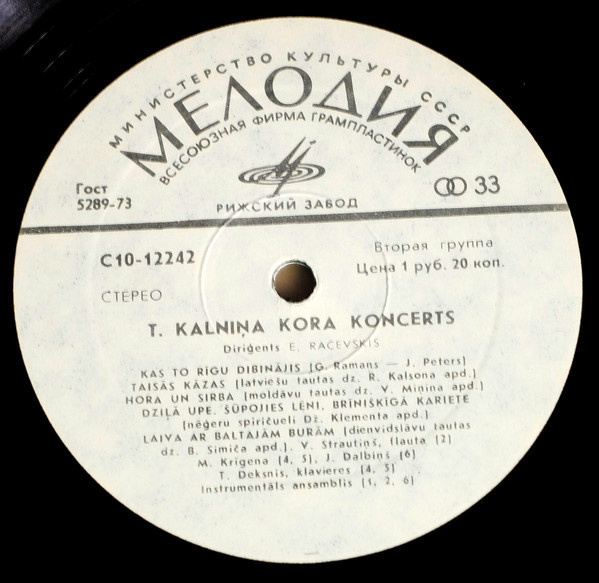 МИНИСТЕРСТВО КУЛЬТУРЫ СССР
МЕЛОДИЯ
ВСЕСОЮЗНАЯ ФИРМА ГРАМПЛАСТИНОК
Гост
5289-73
33
РИЖСКИЙ ЗАВОД
С10-12242
Вторая группа
Цена 1 руб. 20 коп.
СТЕРЕО
T. KALNIŅA KORA KONCERTS
Diriģents E. RAČEVSKIS
KAS TO RĪGU DIBINĀJIS (G. Ramans — J. Peters)
TAISĀS KĀZAS (latviešu tautas dz. R. Kalsona apd.)
HORA UN SIRBA (moldāvu tautas dz. V. Miņina apd.)
DZIĻĀ UPE. ŠŪPOJIES LĒNI, BRĪNIŠĶĪGĀ KARIETE
(nēģeru spiričueli Dž. Klementa apd.)
LAIVA AR BALTAJĀM BURĀM (dienvidslāvu tautas
dz. B. Simiča apd.). V. Strautiņš, flauta (2)
M. Krīgena (4, 5), J. Dalbiņš (6)
T. Deksnis, klavieres (4, 5)
Instrumentāls ansamblis (1, 2, 6)